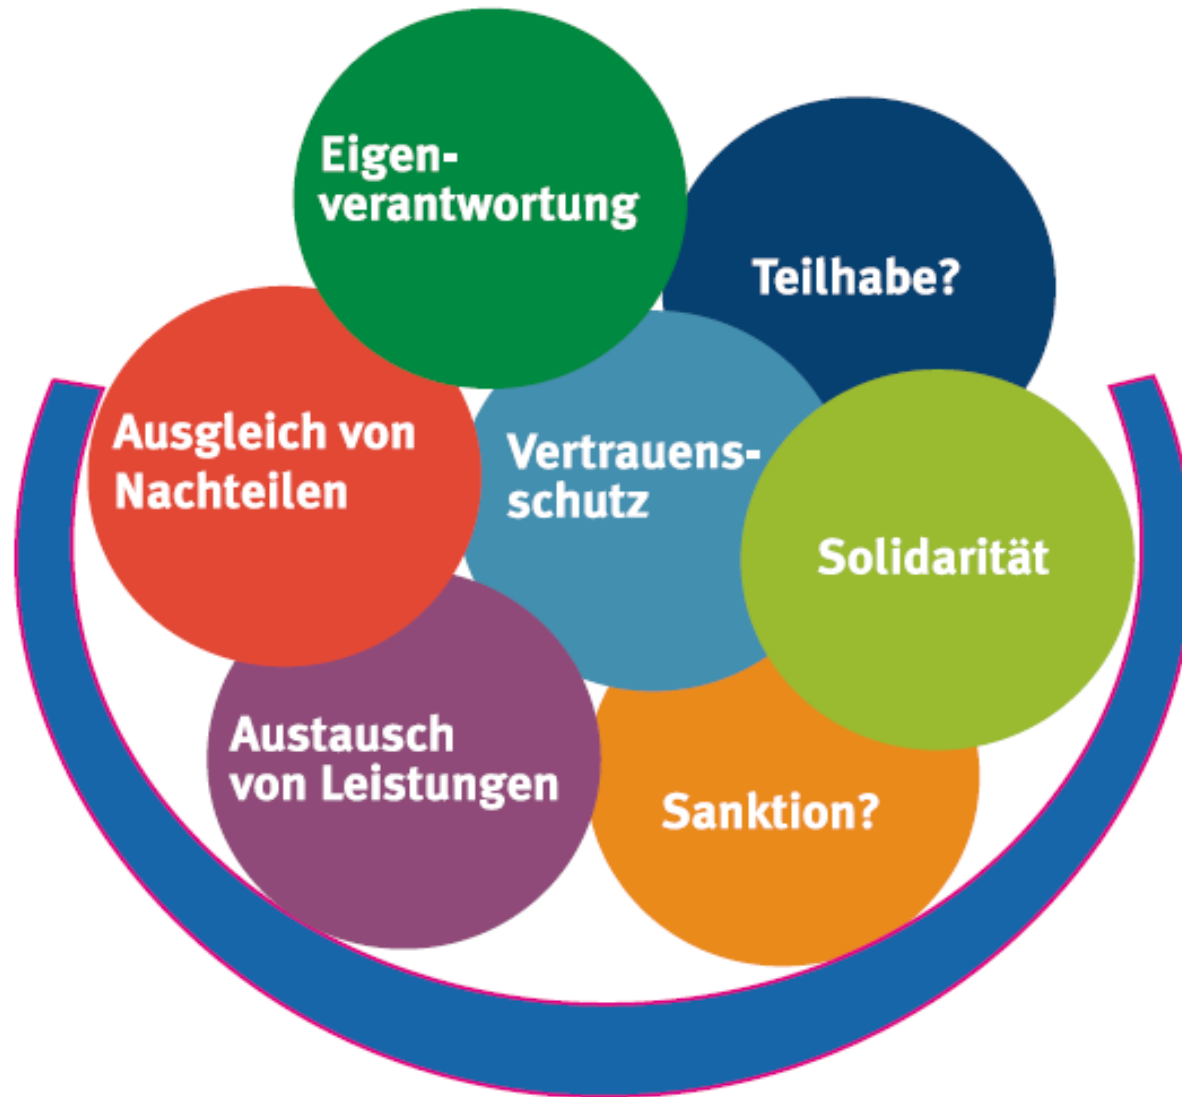 Eigen-
verantwortung
Teilhabe?
Ausgleich von
Nachteilen
Vertrauens-
schutz
Solidarität
Austausch
von Leistungen
Sanktion?